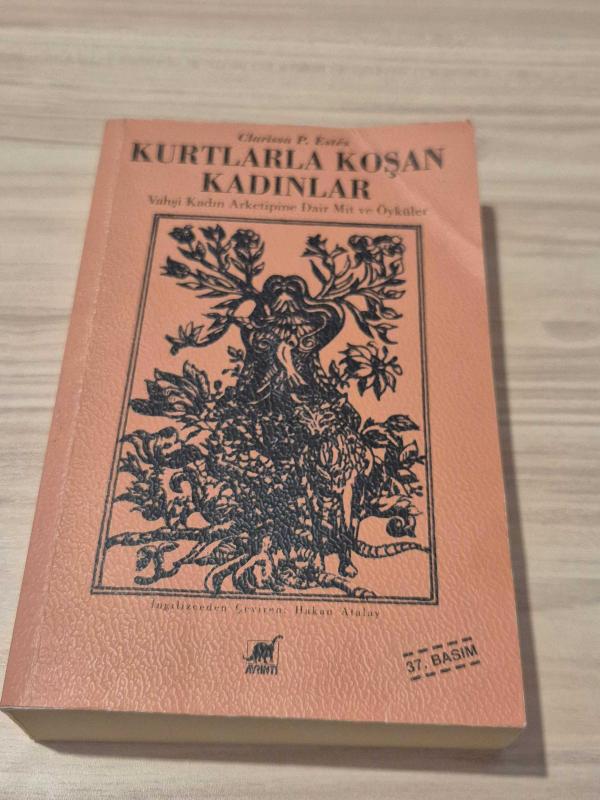 Clarissa P. Estés
KURTLARLA KOŞAN
KADINLAR
Vahşi Kadın Arketipine Dair Mit ve Öyküler
İngilizceden Çeviren: Hakan Atalay
AYRINTI
37. BASIM